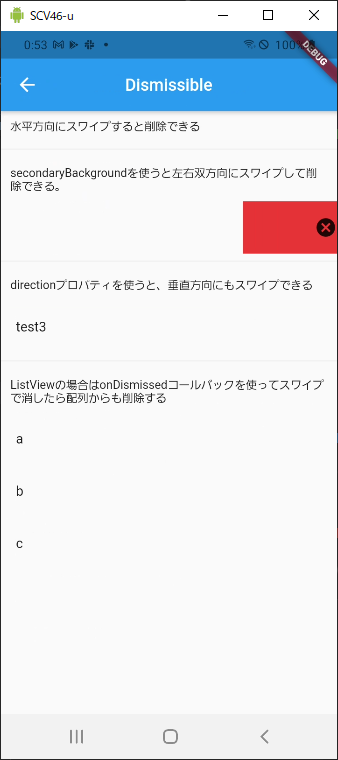 SCV46-u
0:53
100%
DEBUG
Dismissible
水平方向にスワイプすると削除できる
secondaryBackgroundを使うと左右双方向にスワイプして削
除できる。
directionプロパティを使うと、垂直方向にもスワイプできる
test3
ListViewの場合はonDismissedコールバックを使ってスワイプ
で消したら配列からも削除する
a
b
c